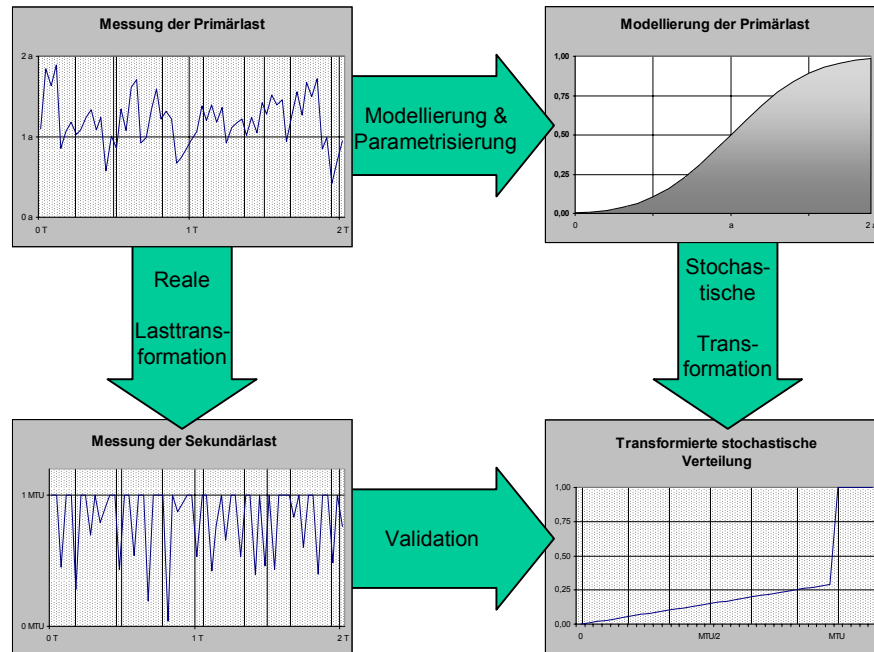 Messung der Primärlast
2 a
1 a
0 a
0 T
1 T
2 T
Modellierung &
Parametrisierung
Modellierung der Primärlast
1,00
0,75
0,50
0,25
0,00
0
a
2 a
Reale
Lasttrans-
formation
Stochas-
tische
Trans-
formation
Messung der Sekundärlast
1 MTU
0 MTU
0 T
1 T
2 T
Validation
Transformierte stochastische
Verteilung
1,00
0,75
0,50
0,25
0,00
0
MTU/2
MTU